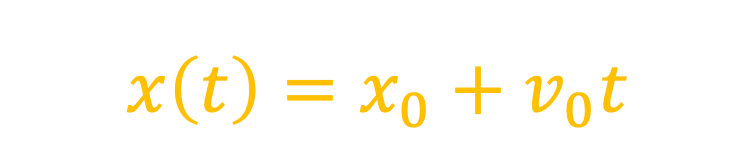 x(t) = x₀ + v₀t